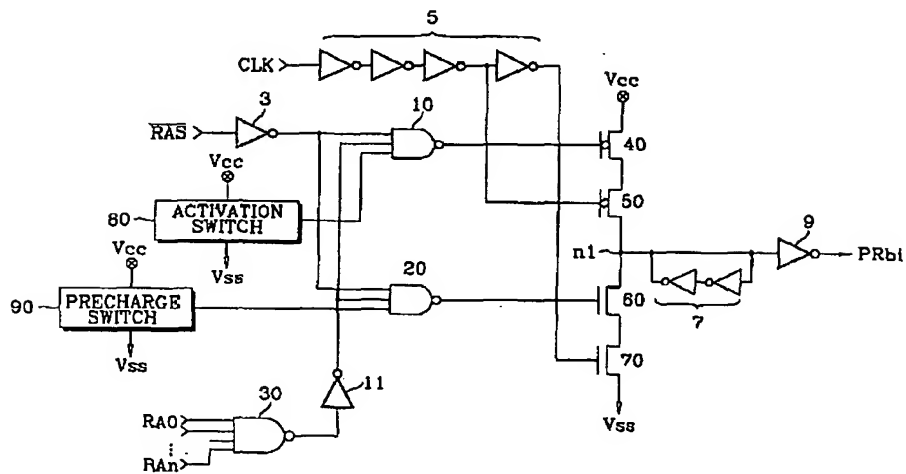 5
CLK
Vcc
10
3
RAS
40
Vcc
50
80
ACTIVATION
SWITCH
9
Vcc
Vss
n1
PRbi
20
7
90
PRECHARGE
SWITCH
60
70
Vss
11
30
Vss
RA0
⋮
RAn